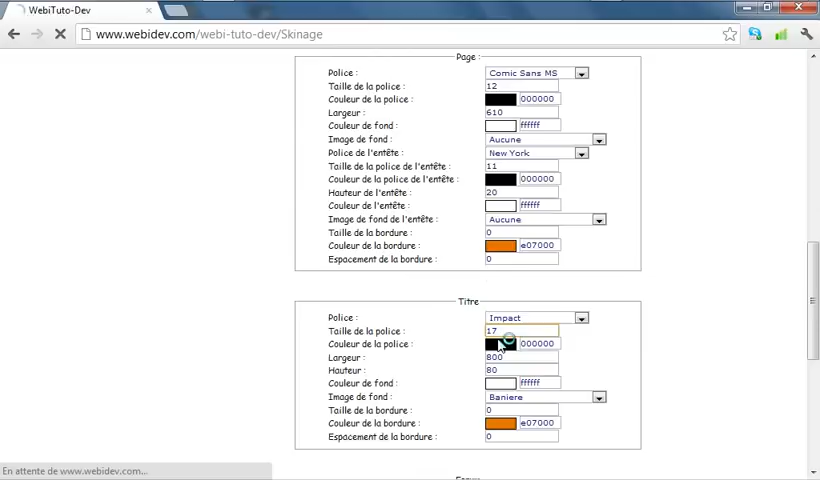 WebiTuto-Dev
www.webidev.com/webi-tuto-dev/Skinage
Page :
Police : Comic Sans MS
Taille de la police : 12
Couleur de la police : 000000
Largeur : 610
Couleur de fond : ffffff
Image de fond : Aucune
Police de l'entête : New York
Taille de la police de l'entête : 11
Couleur de la police de l'entête : 000000
Hauteur de l'entête : 20
Couleur de l'entête : ffffff
Image de fond de l'entête : Aucune
Taille de la bordure : 0
Couleur de la bordure : e07000
Espacement de la bordure : 0
Titre
Police : Impact
Taille de la police : 17
Couleur de la police : 000000
Largeur : 800
Hauteur : 80
Couleur de fond : ffffff
Image de fond : Baniere
Taille de la bordure : 0
Couleur de la bordure : e07000
Espacement de la bordure : 0
En attente de www.webidev.com...